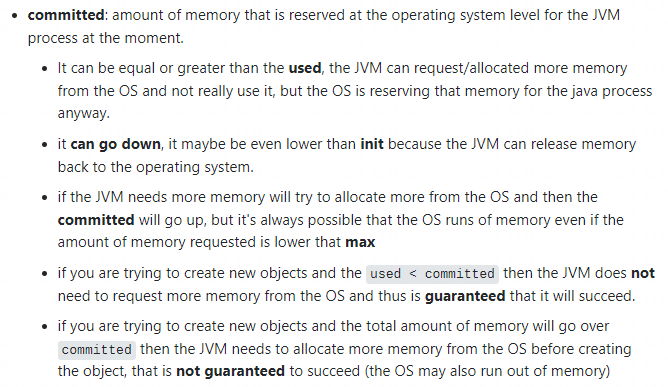 committed: amount of memory that is reserved at the operating system level for the JVM
process at the moment.
It can be equal or greater than the used, the JVM can request/allocated more memory
from the OS and not really use it, but the OS is reserving that memory for the java process
anyway.
it can go down, it maybe be even lower than init because the JVM can release memory
back to the operating system.
if the JVM needs more memory will try to allocate more from the OS and then the
committed will go up, but it's always possible that the OS runs of memory even if the
amount of memory requested is lower that max
if you are trying to create new objects and the used < committed then the JVM does not
need to request more memory from the OS and thus is guaranteed that it will succeed.
if you are trying to create new objects and the total amount of memory will go over
committed then the JVM needs to allocate more memory from the OS before creating
the object, that is not guaranteed to succeed (the OS may also run out of memory)